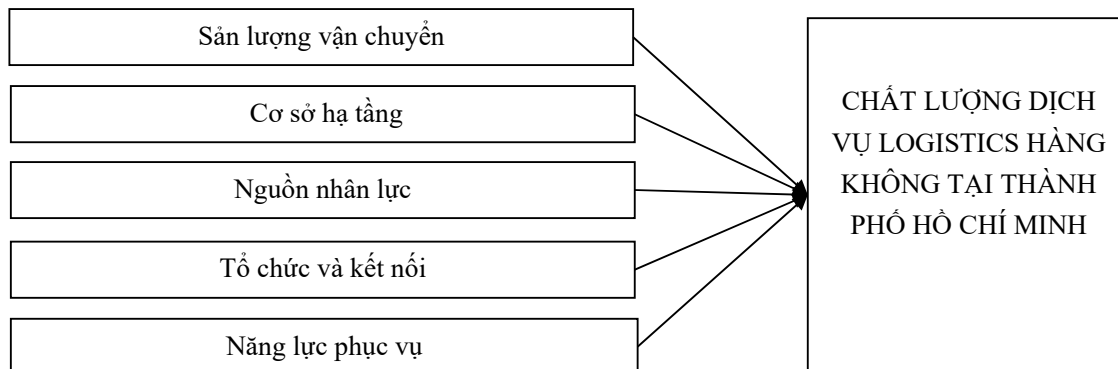 Sản lượng vận chuyển
Cơ sở hạ tầng
Nguồn nhân lực
Tổ chức và kết nối
Năng lực phục vụ
CHẤT LƯỢNG DỊCH
VỤ LOGISTICS HÀNG
KHÔNG TẠI THÀNH
PHỐ HỒ CHÍ MINH